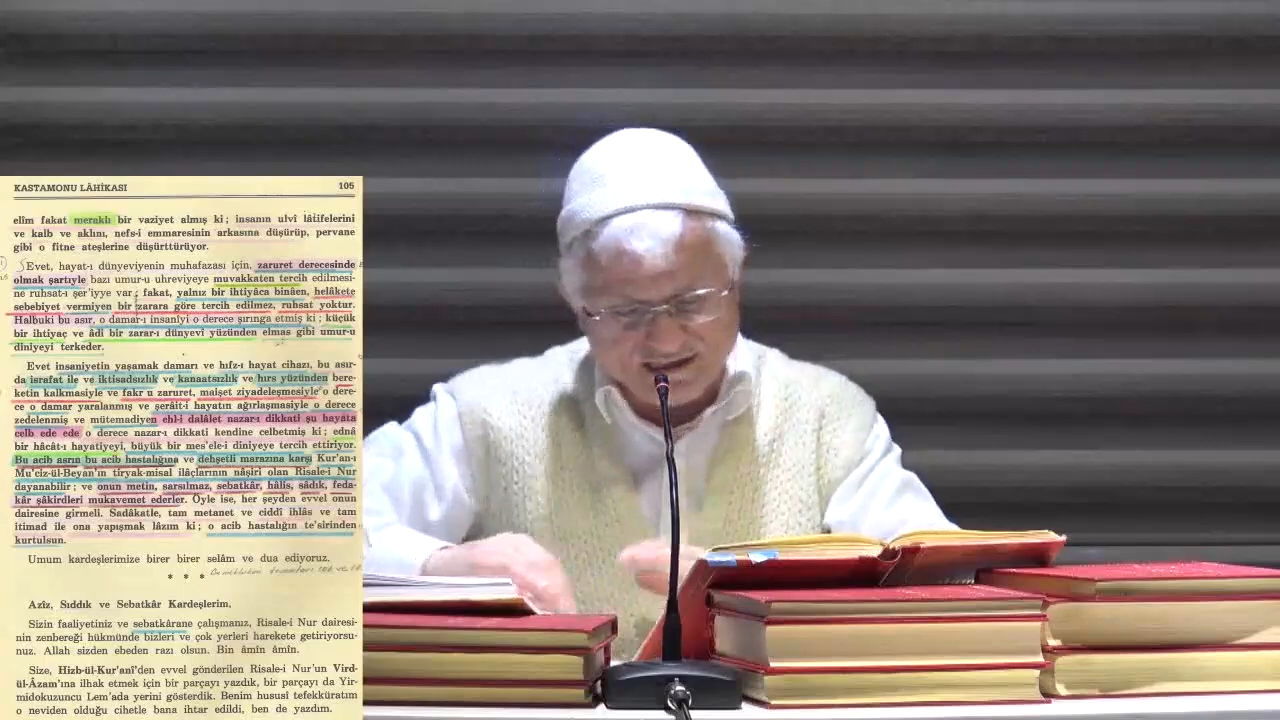 KASTAMONU LÂHİKASI 105
elîm fakat meraklı bir vaziyet almış ki; insanın ulvî lâtifelerini
ve kalb ve aklını, nefs-i emmaresinin arkasına düşürüp, pervane
gibi o fitne ateşlerine düşürttürüyor.
Evet, hayat-ı dünyeviyenin muhafazası için, zaruret derecesinde
olmak şartıyle bazı umur-u uhreviyeye muvakkaten tercih edilmesi-
ne ruhsat-ı şer'iyye var; fakat, yalnız bir ihtiyâca binâen, helâkete
sebebiyet vermiyen bir zarara göre tercih edilmez, ruhsat yoktur.
Halbuki bu asır, o damar-ı insanîyi o derece şırınga etmiş ki; küçük
bir ihtiyaç ve âdi bir zarar-ı dünyevî yüzünden elmas gibi umur-u
diniyeyi terkeder.
Evet insaniyetin yaşamak damarı ve hıfz-ı hayat cihazı, bu asır-
da israfat ile ve iktisadsızlık ve kanaatsızlık ve hırs yüzünden bere-
ketin kalkmasiyle ve fakr u zaruret, maişet ziyadeleşmesiyle o dere-
ce o damar yaralanmış ve şerâit-i hayatın ağırlaşmasiyle o derece
zedelenmiş ve mütemadiyen ehl-i dalâlet nazar-ı dikkati şu hayata
celb ede ede o derece nazar-ı dikkati kendine celbetmiş ki; ednâ
bir hâcât-ı hayatiyeyi, büyük bir mes'ele-i diniyeye tercih ettiriyor.
Bu acib asrın bu acib hastalığına ve dehşetli marazına karşı Kur'an-ı
Mu'ciz-ül-Beyan'ın tiryak-misal ilâçlarının nâşiri olan Risale-i Nur
dayanabilir; ve onun metin, sarsılmaz, sebatkâr, hâlis, sâdık, feda-
kâr şâkirdleri mukavemet ederler. Öyle ise, her şeyden evvel onun
dairesine girmeli. Sadâkatle, tam metanet ve ciddî ihlâs ve tam
itimad ile ona yapışmak lâzım ki; o acib hastalığın te'sirinden
kurtulsun.
Umum kardeşlerimize birer birer selâm ve dua ediyoruz.
* * *
Azîz, Sıddık ve Sebatkâr Kardeşlerim,
Sizin faaliyetiniz ve sebatkârane çalışmanız, Risale-i Nur dairesi-
nin zenbereği hükmünde bizleri ve çok yerleri harekete getiriyorsu-
nuz. Allah sizden ebeden razı olsun. Bin âmin âmin.
Size, Hizb-ül-Kur'anî'den evvel gönderilen Risale-i Nur'un Vird-
ül-Âzam'ına ilhak etmek için bir parçayı yazdık, bir parçayı da Yir-
midokuzuncu Lem'ada yerini gösterdik. Benim hususî tefekküratım
o neviden olduğu cihetle bana ihtar edildi, ben de yazdım.